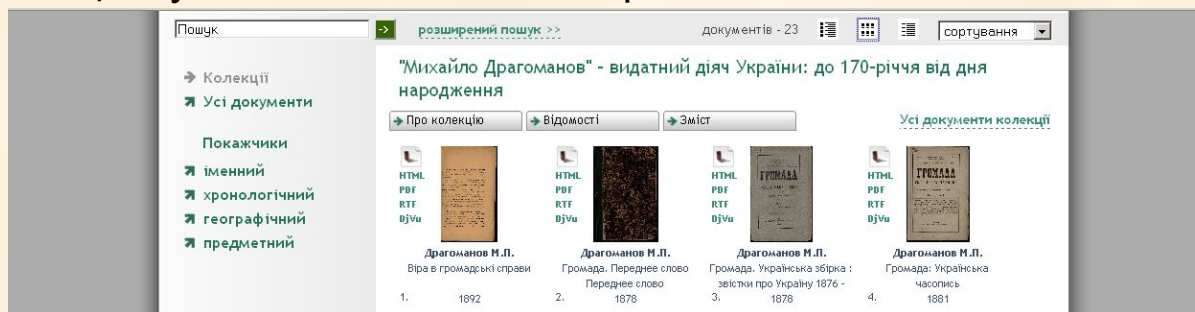 Пошук
розширений пошук >>
документів - 23
сортування
Колекції
Усі документи
Покажчики
іменний
хронологічний
географічний
предметний
"Михайло Драгоманов" - видатний діяч України: до 170-річчя від дня
народження
Про колекцію
Відомості
Зміст
Усі документи колекції
HTML
PDF
RTF
DjVu
Драгоманов М.П.
Віра в громадські справи
1. 1892
HTML
PDF
RTF
DjVu
Драгоманов М.П.
Громада. Переднее слово
Переднее слово
2. 1878
HTML
PDF
RTF
DjVu
ГРОМАДА
Драгоманов М.П.
Громада. Українська збірка :
звістки про Україну 1876 -
3. 1878
HTML
PDF
RTF
DjVu
ГРОМАДА
Драгоманов М.П.
Громада: Українська
часопись
4. 1881